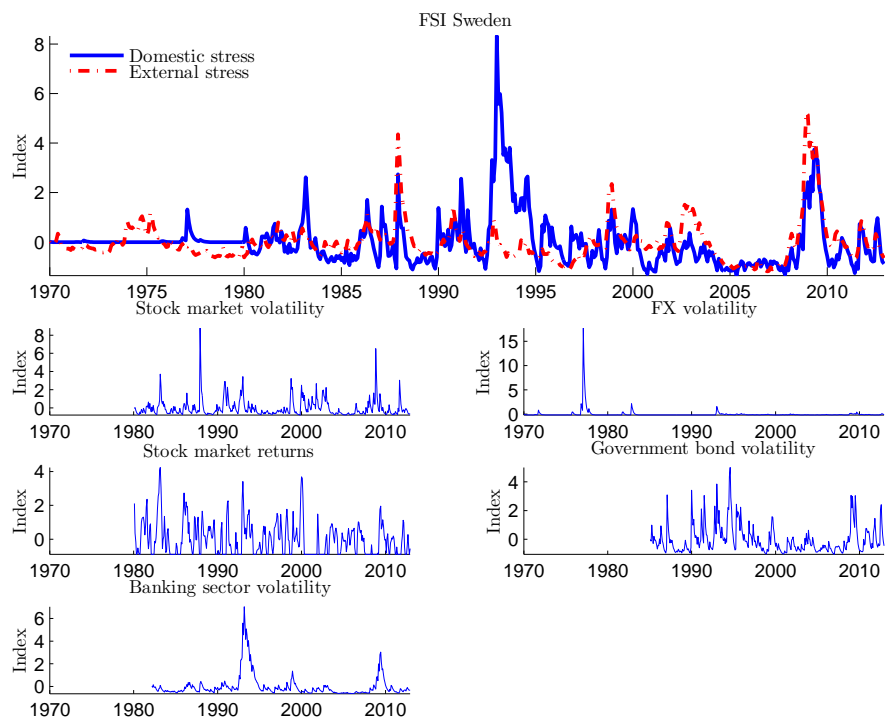 FSI Sweden
8
6
4
2
0
Index
Domestic stress
External stress
1970 1975 1980 1985 1990 1995 2000 2005 2010
Stock market volatility
8
6
4
2
0
Index
1970 1980 1990 2000 2010
FX volatility
15
10
5
0
Index
1970 1980 1990 2000 2010
Stock market returns
4
2
0
Index
1970 1980 1990 2000 2010
Government bond volatility
4
2
0
Index
1970 1980 1990 2000 2010
Banking sector volatility
6
4
2
0
Index
1970 1980 1990 2000 2010